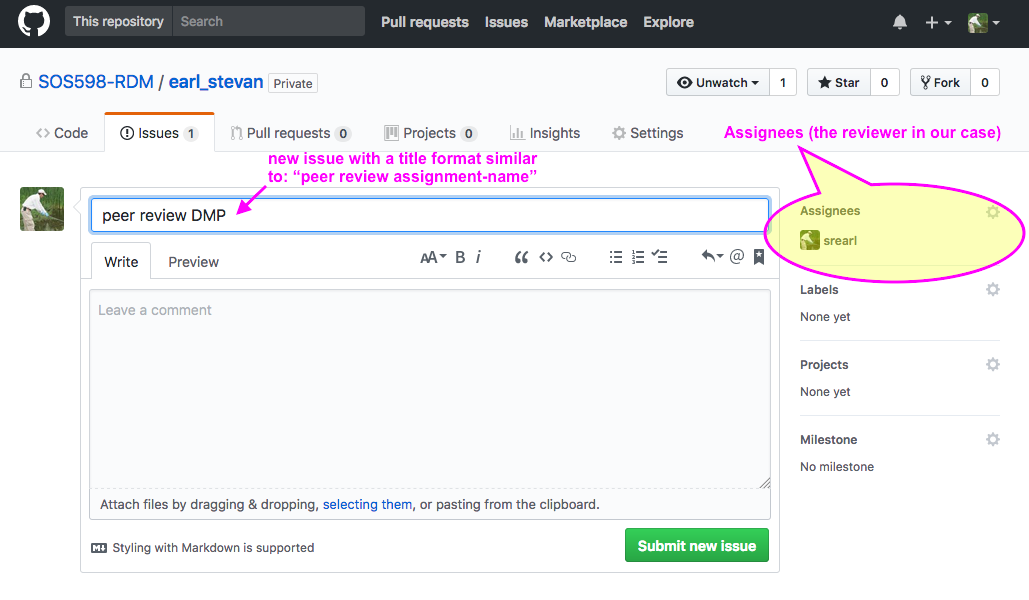 This repository Search Pull requests Issues Marketplace Explore
SOS598-RDM / earl_stevan Private Unwatch 1 Star 0 Fork 0
Code Issues 1 Pull requests 0 Projects 0 Insights Settings Assignees (the reviewer in our case)
new issue with a title format similar
to: “peer review assignment-name”
peer review DMP
Assignees
srearl
Write Preview AA B i
Leave a comment
Labels
None yet
Projects
None yet
Milestone
No milestone
Attach files by dragging & dropping, selecting them, or pasting from the clipboard.
Styling with Markdown is supported Submit new issue